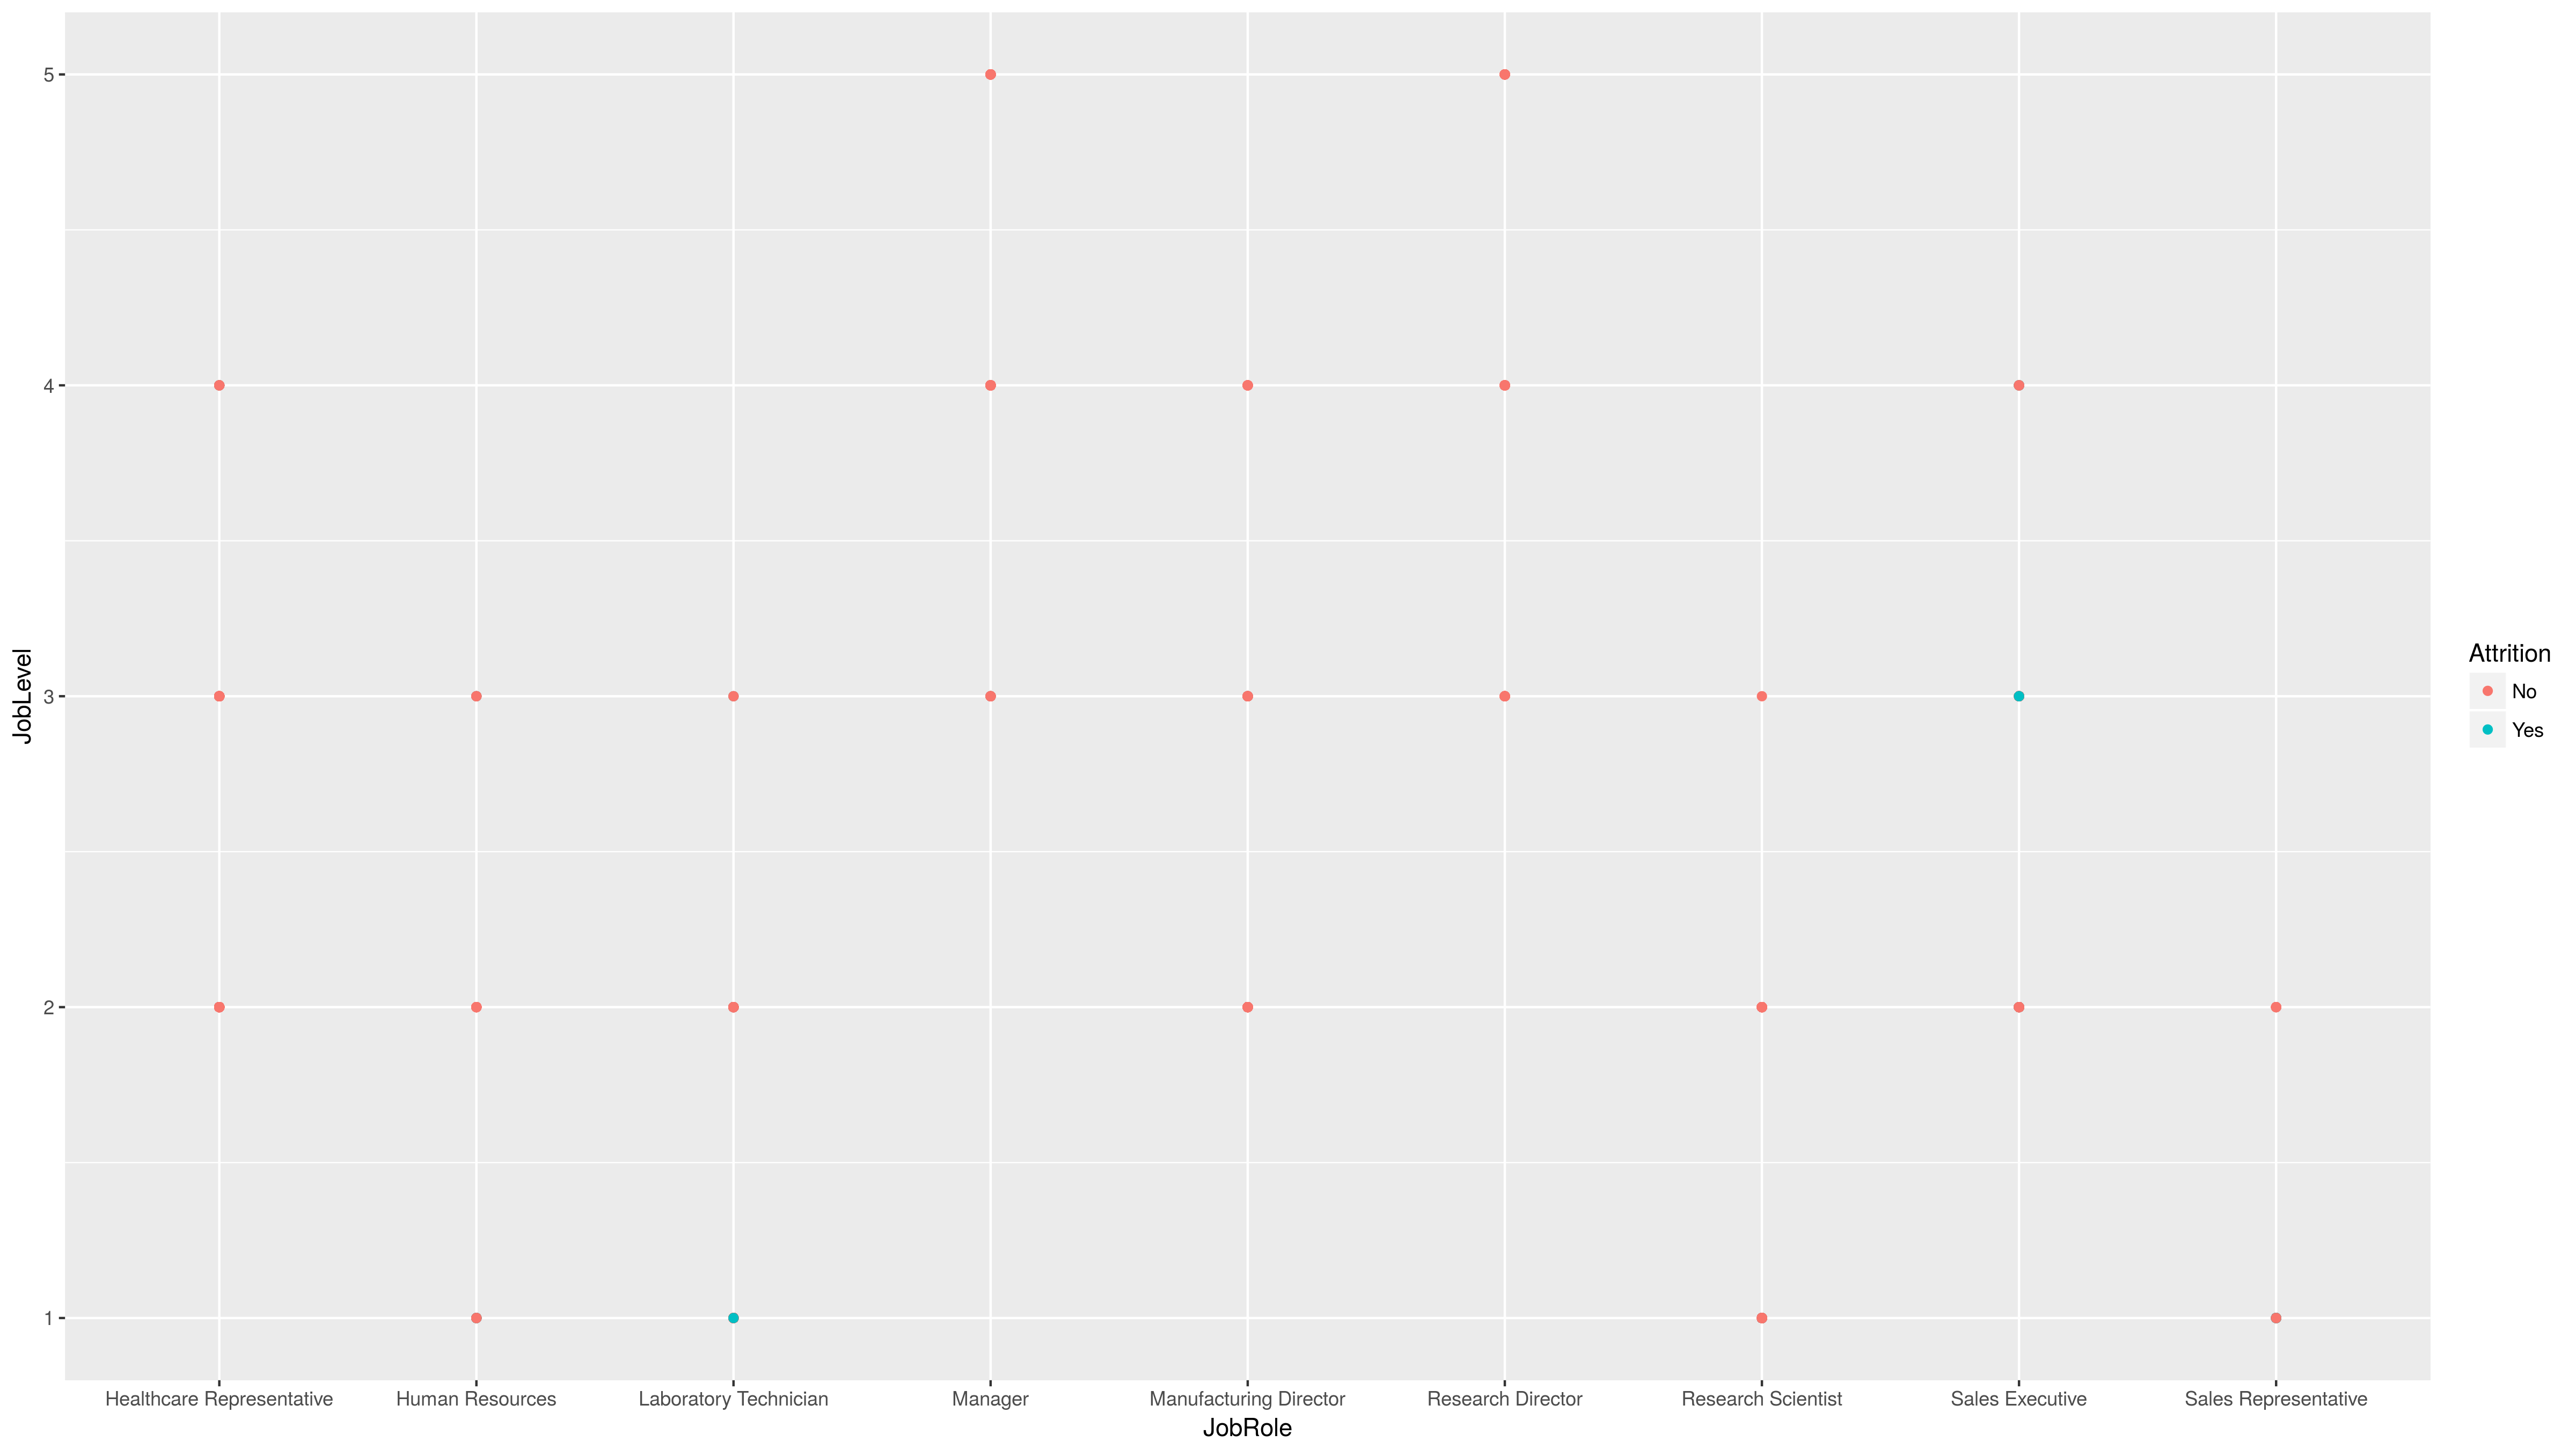 5
4
3
2
1
JobLevel
Healthcare Representative Human Resources Laboratory Technician Manager Manufacturing Director Research Director Research Scientist Sales Executive Sales Representative
JobRole
Attrition
No
Yes